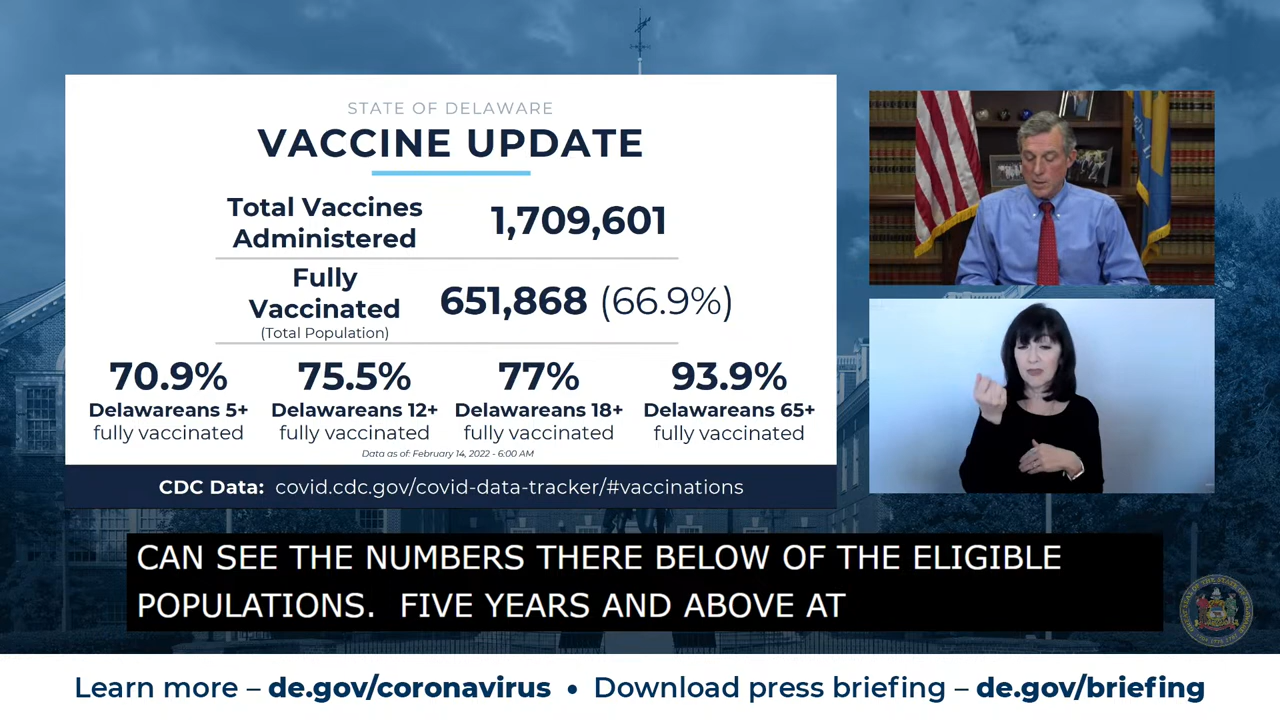 STATE OF DELAWARE
VACCINE UPDATE
Total Vaccines
Administered
1,709,601
Fully
Vaccinated
(Total Population)
651,868 (66.9%)
70.9%
Delawareans 5+
fully vaccinated
75.5%
Delawareans 12+
fully vaccinated
77%
Delawareans 18+
fully vaccinated
93.9%
Delawareans 65+
fully vaccinated
Data as of: February 14, 2022 - 6:00 AM
CDC Data: covid.cdc.gov/covid-data-tracker/#vaccinations
CAN SEE THE NUMBERS THERE BELOW OF THE ELIGIBLE
POPULATIONS. FIVE YEARS AND ABOVE AT
Learn more – de.gov/coronavirus • Download press briefing – de.gov/briefing